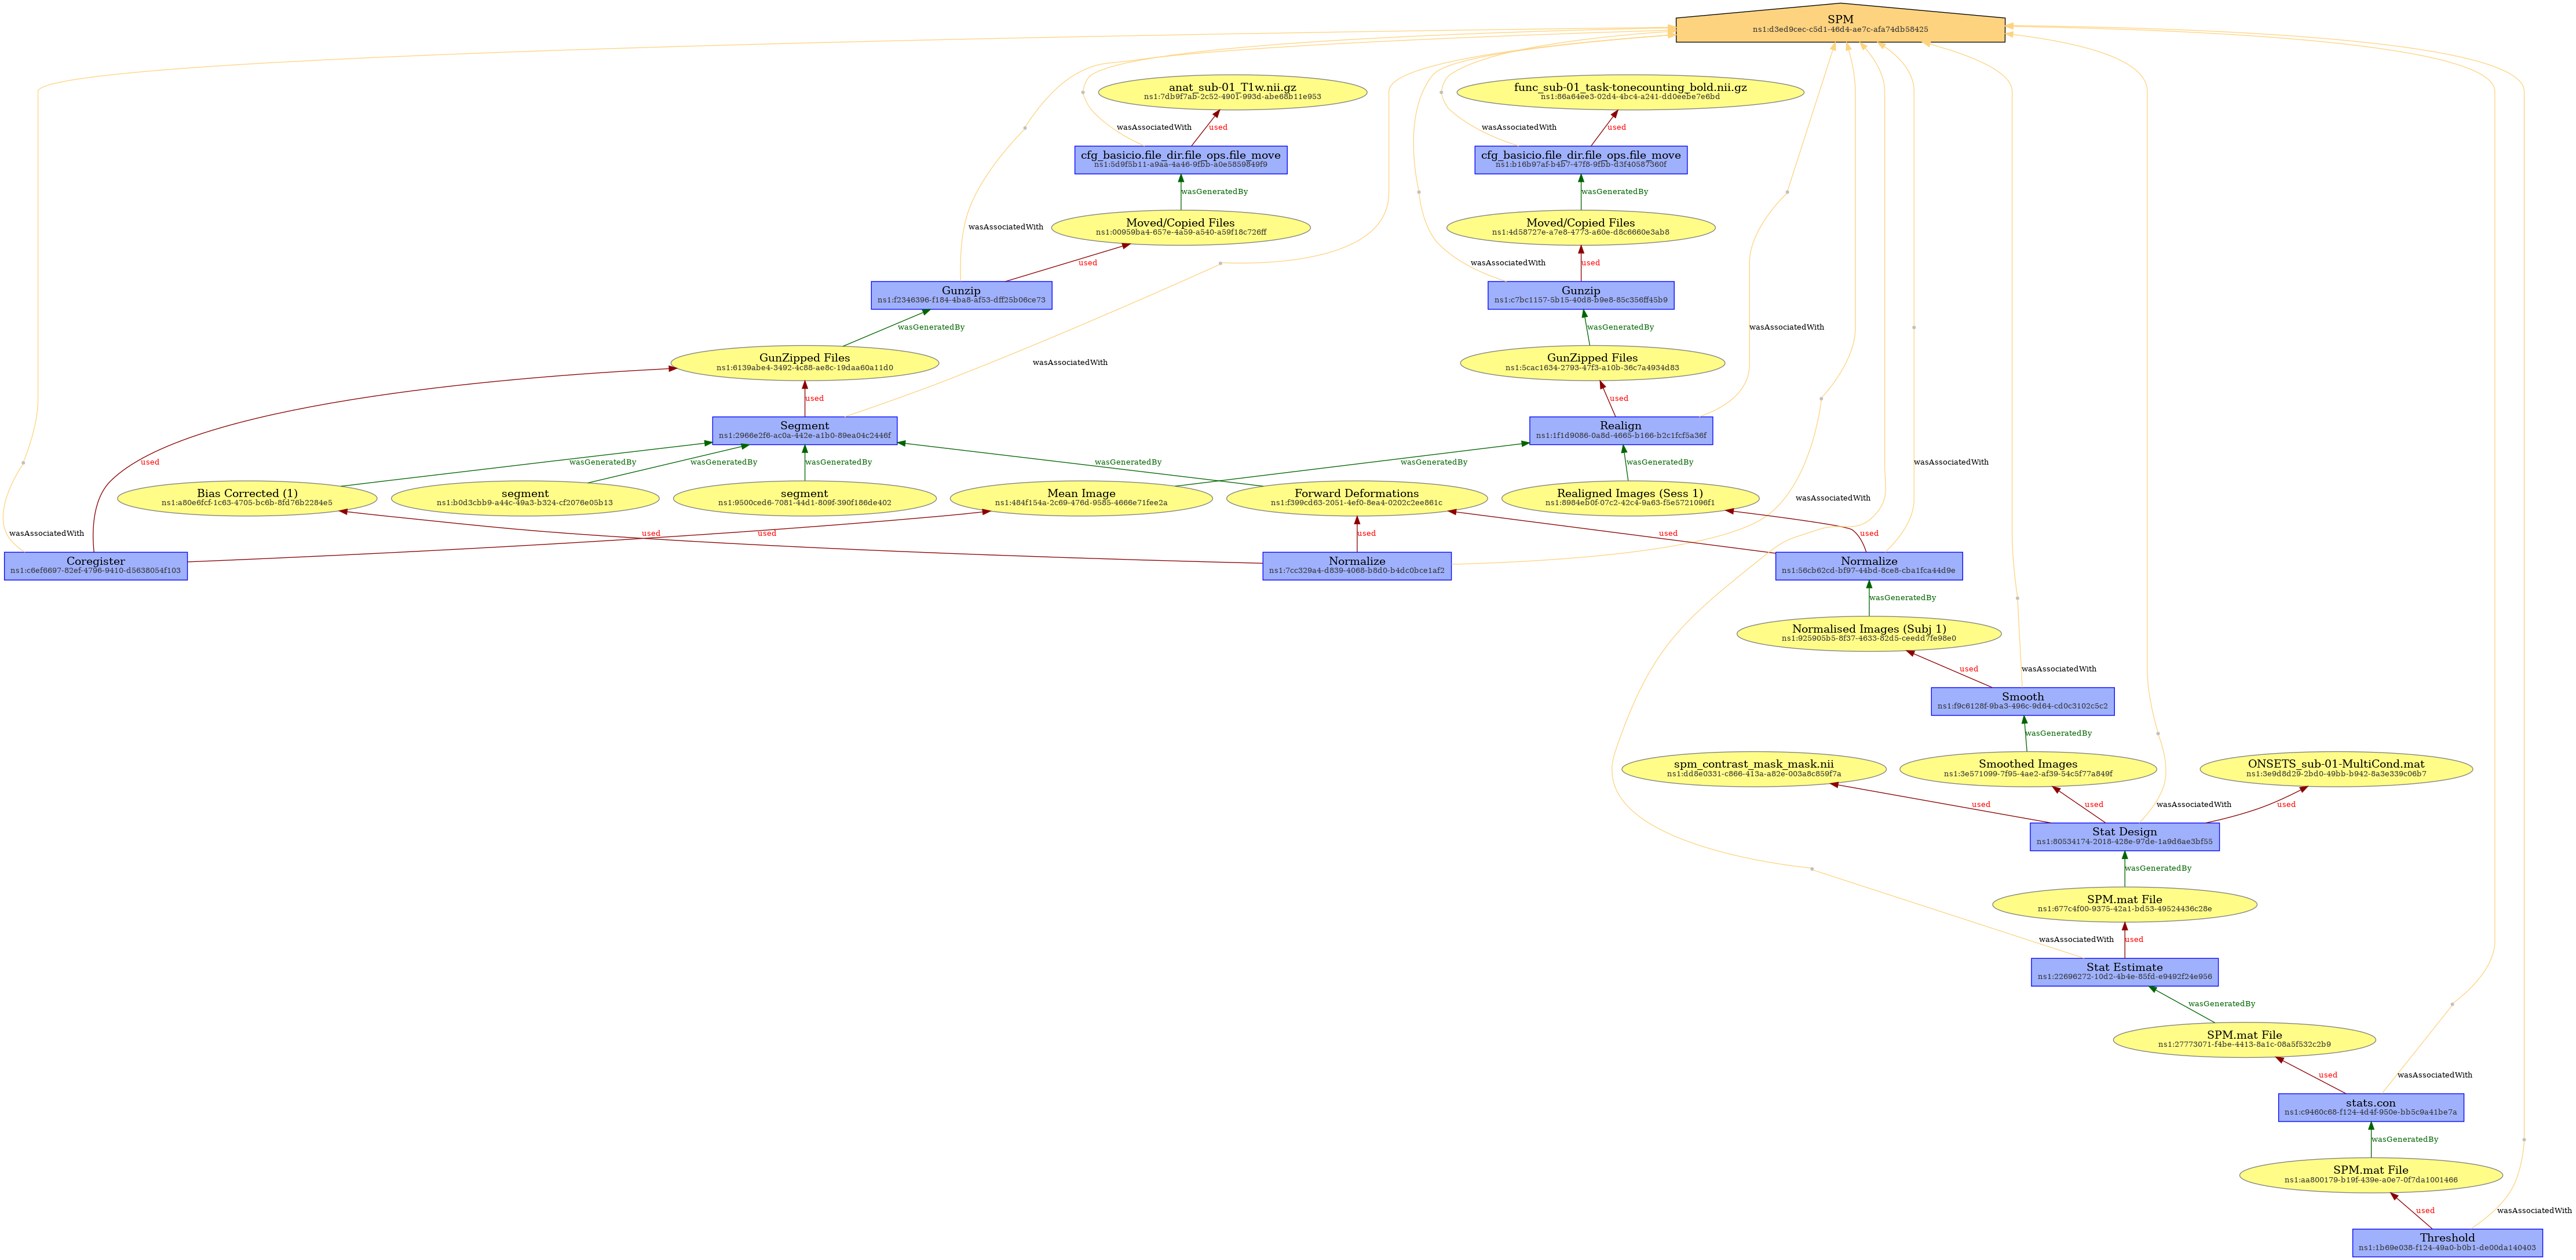 SPM
ns1:d3ed9cec-c5d1-46d4-ae7c-afa74db58425
anat_sub-01_T1w.nii.gz
ns1:7db9f7ab-2c52-4901-993d-abe68b11e953
func_sub-01_task-tonecounting_bold.nii.gz
ns1:86a64ee3-02d4-4bc4-a241-dd0eebe7e6bd
wasAssociatedWith
used
wasAssociatedWith
used
cfg_basicio.file_dir.file_ops.file_move
ns1:5d9f5b11-a9aa-4a46-9fbb-a0e5859849f9
cfg_basicio.file_dir.file_ops.file_move
ns1:b16b97af-b4b7-47f8-9fbb-d3f40587360f
wasGeneratedBy
wasGeneratedBy
wasAssociatedWith
Moved/Copied Files
ns1:00959ba4-657e-4a59-a540-a59f18c726ff
Moved/Copied Files
ns1:4d58727e-a7e8-4773-a60e-d8c6660e3ab8
used
wasAssociatedWith
used
Gunzip
ns1:f2346396-f184-4ba8-af53-dff25b06ce73
Gunzip
ns1:c7bc1157-5b15-40d8-b9e8-85c356ff45b9
wasGeneratedBy
wasGeneratedBy
wasAssociatedWith
GunZipped Files
ns1:6139abe4-3492-4c88-ae8c-19daa60a11d0
wasAssociatedWith
GunZipped Files
ns1:5cac1634-2793-47f3-a10b-36c7a4934d83
used
used
Segment
ns1:2966e2f6-ac0a-442e-a1b0-89ea04c2446f
Realign
ns1:1f1d9086-0a8d-4665-b166-b2c1fcf5a36f
used
wasGeneratedBy
wasGeneratedBy
wasGeneratedBy
wasGeneratedBy
wasGeneratedBy
wasGeneratedBy
wasAssociatedWith
Bias Corrected (1)
ns1:a80e6fcf-1c63-4705-bc6b-8fd76b2284e5
segment
ns1:b0d3cbb9-a44c-49a3-b324-cf2076e05b13
segment
ns1:9500ced6-7081-44d1-809f-390f186de402
Mean Image
ns1:484f154a-2c69-476d-9585-4666e71fee2a
Forward Deformations
ns1:f399cd63-2051-4ef0-8ea4-0202c2ee861c
Realigned Images (Sess 1)
ns1:8984eb0f-07c2-42c4-9a63-f5e5721096f1
wasAssociatedWith
wasAssociatedWith
used
used
used
used
used
Coregister
ns1:c6ef6697-82ef-4796-9410-d5638054f103
Normalize
ns1:7cc329a4-d839-4068-b8d0-b4dc0bce1af2
Normalize
ns1:56cb62cd-bf97-44bd-8ce8-cba1fca44d9e
wasGeneratedBy
Normalised Images (Subj 1)
ns1:925905b5-8f37-4633-82d5-ceedd7fe98e0
used
wasAssociatedWith
Smooth
ns1:f9c6128f-9ba3-496c-9d64-cd0c3102c5c2
wasGeneratedBy
spm_contrast_mask_mask.nii
ns1:dd8e0331-c866-413a-a82e-003a8c859f7a
Smoothed Images
ns1:3e571099-7f95-4ae2-af39-54c5f77a849f
ONSETS_sub-01-MultiCond.mat
ns1:3e9d8d29-2bd0-49bb-b942-8a3e339c06b7
used
used
wasAssociatedWith
used
Stat Design
ns1:80534174-2018-428e-97de-1a9d6ae3bf55
wasGeneratedBy
SPM.mat File
ns1:677c4f00-9375-42a1-bd53-49524436c28e
wasAssociatedWith
used
Stat Estimate
ns1:22696272-10d2-4b4e-85fd-e9492f24e956
wasGeneratedBy
SPM.mat File
ns1:27773071-f4be-4413-8a1c-08a5f532c2b9
used
wasAssociatedWith
stats.con
ns1:c9460c68-f124-4d4f-950e-bb5c9a41be7a
wasGeneratedBy
SPM.mat File
ns1:aa800179-b19f-439e-a0e7-0f7da1001466
used
wasAssociatedWith
Threshold
ns1:1b69e038-f124-49a0-b0b1-de00da140403